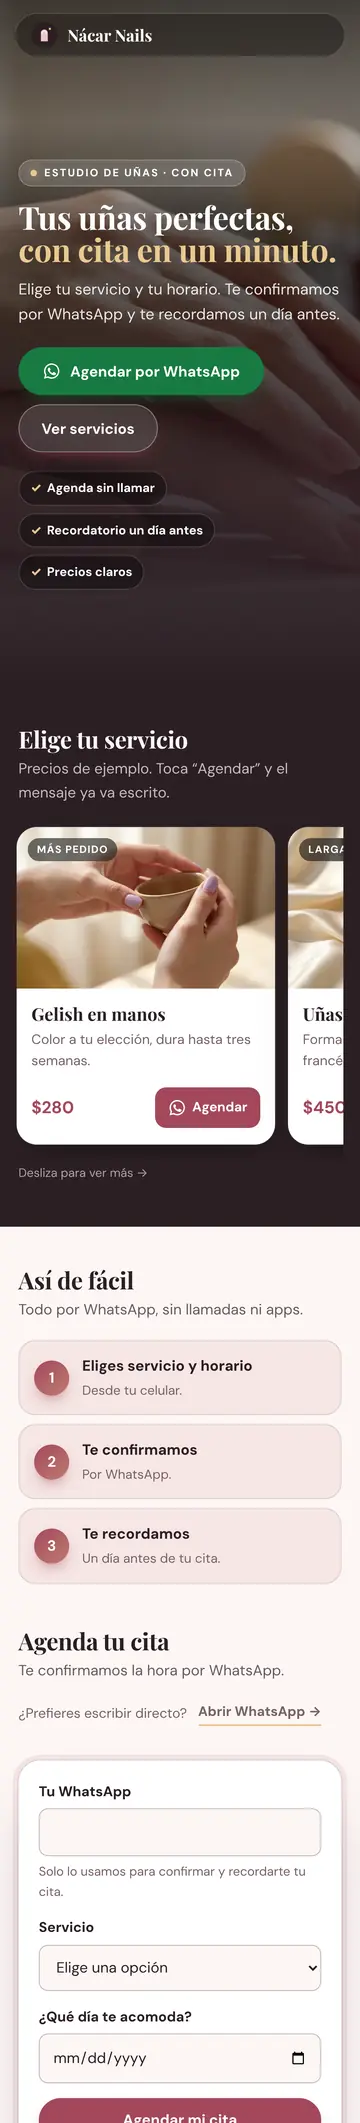 Nácar Nails
ESTUDIO DE UÑAS · CON CITA
Tus uñas perfectas,
con cita en un minuto.
Elige tu servicio y tu horario. Te confirmamos
por WhatsApp y te recordamos un día antes.
Agendar por WhatsApp
Ver servicios
✓ Agenda sin llamar
✓ Recordatorio un día antes
✓ Precios claros
Elige tu servicio
Precios de ejemplo. Toca “Agendar” y el
mensaje ya va escrito.
MÁS PEDIDO
Gelish en manos
Color a tu elección, dura hasta tres
semanas.
$280
Agendar
LARGA
Uñas
Forma
francé
$450
Desliza para ver más →
Así de fácil
Todo por WhatsApp, sin llamadas ni apps.
1
Eliges servicio y horario
Desde tu celular.
2
Te confirmamos
Por WhatsApp.
3
Te recordamos
Un día antes de tu cita.
Agenda tu cita
Te confirmamos la hora por WhatsApp.
¿Prefieres escribir directo? Abrir WhatsApp →
Tu WhatsApp
Solo lo usamos para confirmar y recordarte tu
cita.
Servicio
Elige una opción
¿Qué día te acomoda?
mm/dd/yyyy
Agendar mi cita